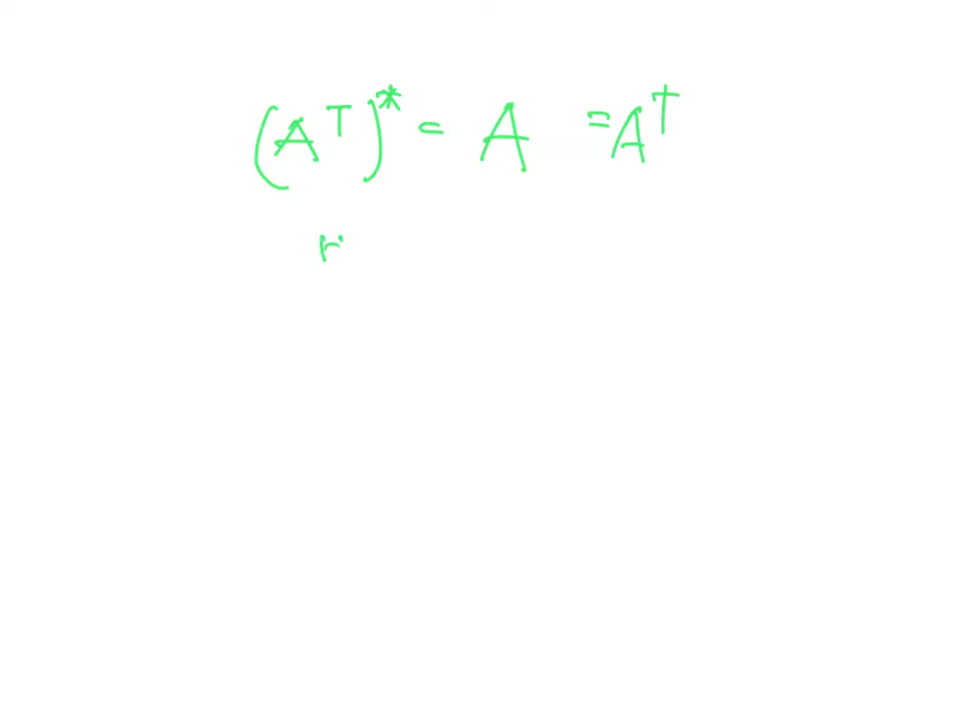 (A^T)^* = A = A^†